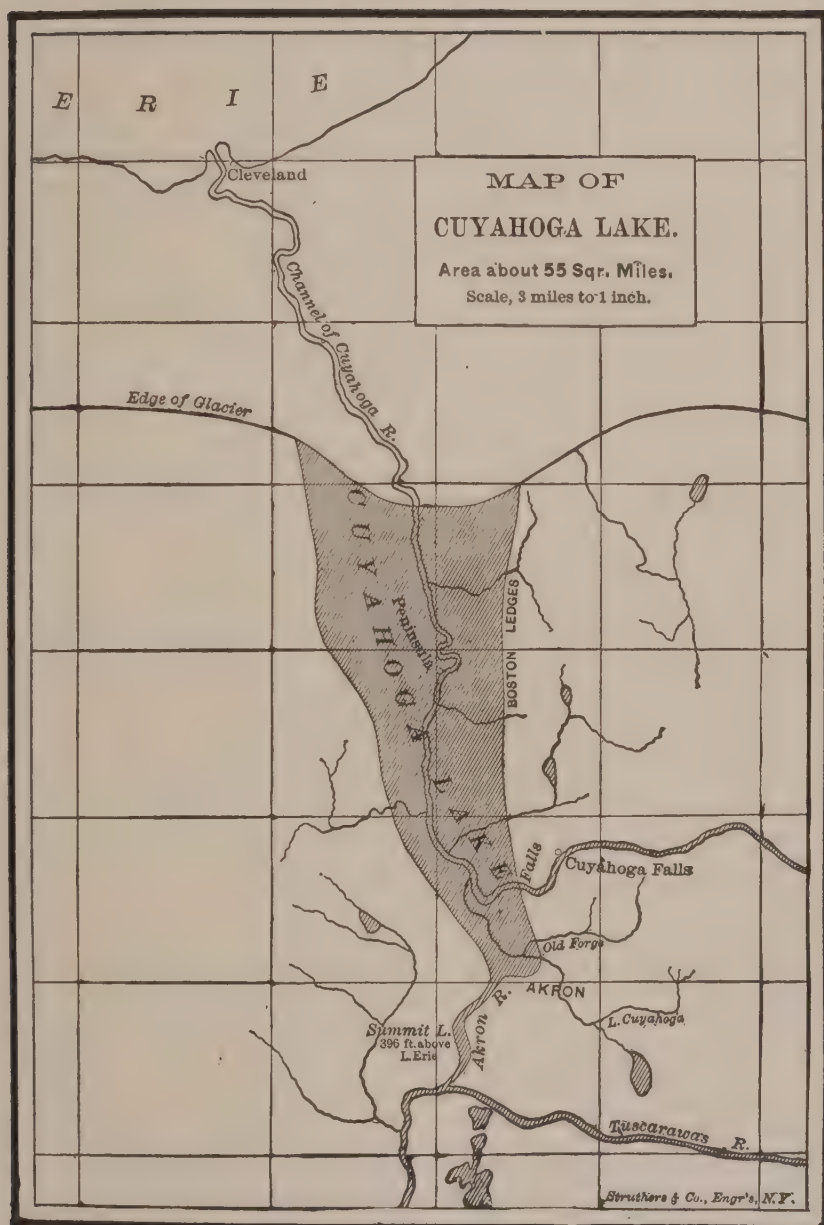 ERIE
Cleveland
MAP OF
CUYAHOGA LAKE.
Area about 55 Sqr. Miles.
Scale, 3 miles to 1 inch.
Channel of Cuyahoga R.
Edge of Glacier
CUYAHOGA LAKE
Peninsula
BOSTON LEDGES
Falls
Cuyahoga Falls
Old Forge
AKRON
L. Cuyahoga
Akron R.
Summit L.
396 ft. above
L. Erie
Tuscarawas R.
Struthers & Co., Engr's, N.Y.